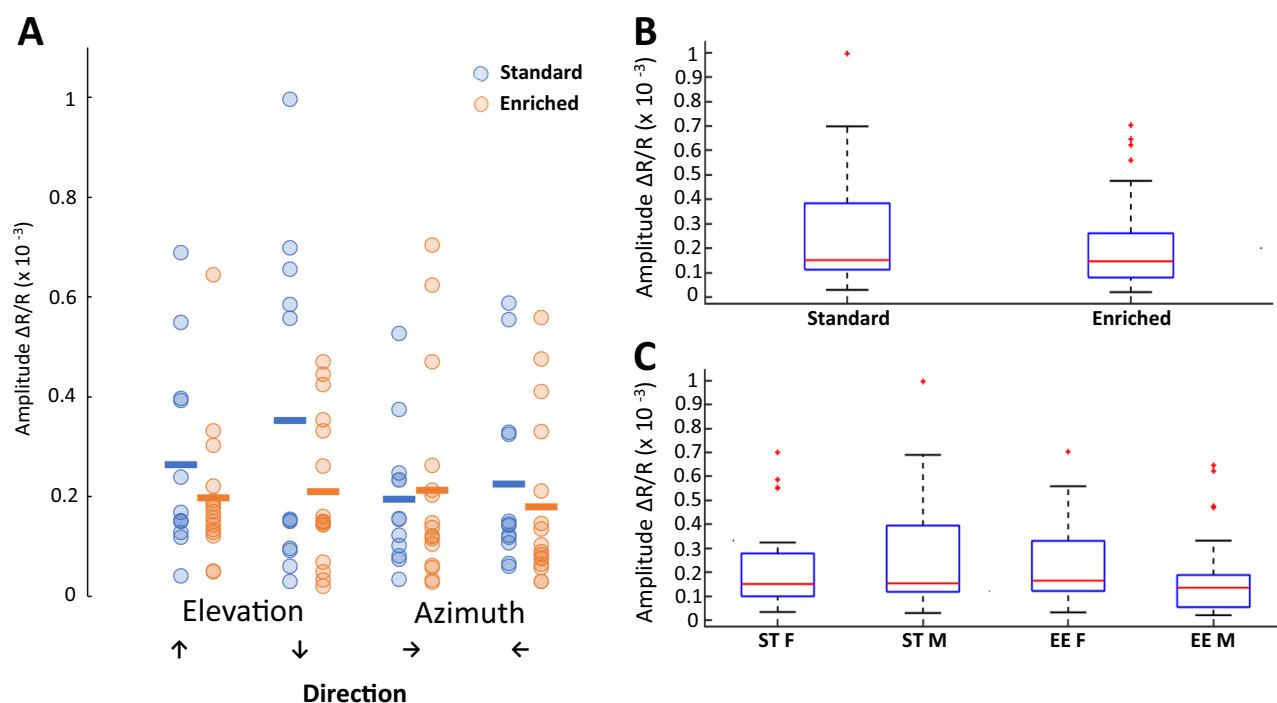 A
Standard
Enriched
Amplitude ΔR/R (x 10 -3)
1
0.8
0.6
0.4
0.2
0
Elevation Azimuth
↑ ↓ → ←
Direction
B
Amplitude ΔR/R (x 10 -3)
1
0.9
0.8
0.7
0.6
0.5
0.4
0.3
0.2
0.1
0
Standard Enriched
C
Amplitude ΔR/R (x 10 -3)
1
0.9
0.8
0.7
0.6
0.5
0.4
0.3
0.2
0.1
0
ST F ST M EE F EE M